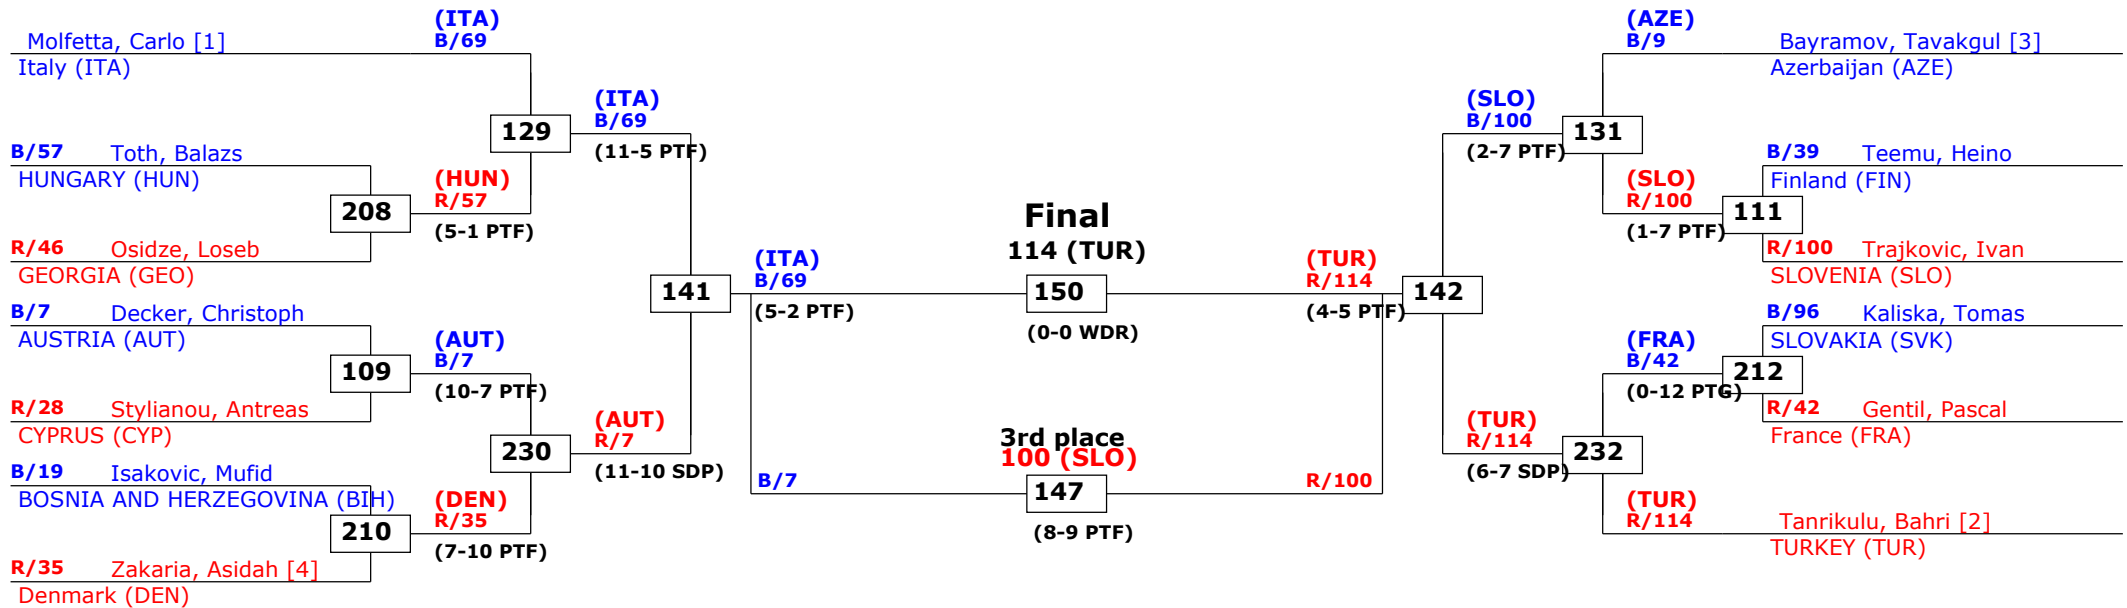 (ITA)
B/69
Molfetta, Carlo [1]
Italy (ITA)
B/57 Toth, Balazs
HUNGARY (HUN)
208
R/46 Osidze, Loseb
GEORGIA (GEO)
129
(HUN)
R/57
(5-1 PTF)
(ITA)
B/69
(11-5 PTF)
B/7 Decker, Christoph
AUSTRIA (AUT)
109
R/28 Stylianou, Antreas
CYPRUS (CYP)
(AUT)
B/7
(10-7 PTF)
230
B/19 Isakovic, Mufid
BOSNIA AND HERZEGOVINA (BIH)
210
R/35 Zakaria, Asidah [4]
Denmark (DEN)
(DEN)
R/35
(7-10 PTF)
(AUT)
R/7
(11-10 SDP)
141
(ITA)
B/69
(5-2 PTF)
Final
114 (TUR)
150
(0-0 WDR)
3rd place
100 (SLO)
B/7
147
R/100
(8-9 PTF)
(TUR)
R/114
(4-5 PTF)
142
(SLO)
B/100
(2-7 PTF)
131
(AZE)
B/9
Bayramov, Tavakgul [3]
Azerbaijan (AZE)
(SLO)
R/100
(1-7 PTF)
111
B/39 Teemu, Heino
Finland (FIN)
R/100 Trajkovic, Ivan
SLOVENIA (SLO)
(TUR)
R/114
(6-7 SDP)
232
(FRA)
B/42
(0-12 PTG)
212
B/96 Kaliska, Tomas
SLOVAKIA (SVK)
R/42 Gentil, Pascal
France (FRA)
(TUR)
R/114
Tanrikulu, Bahri [2]
TURKEY (TUR)